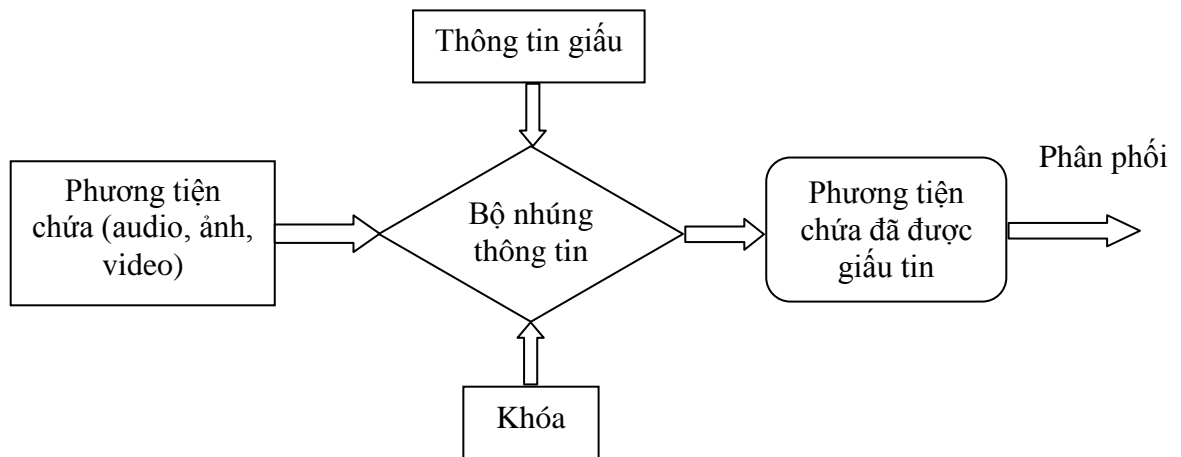 Thông tin giấu
Phương tiện
chứa (audio, ảnh,
video)
Bộ nhúng
thông tin
Phương tiện
chứa đã được
giấu tin
Phân phối
Khóa